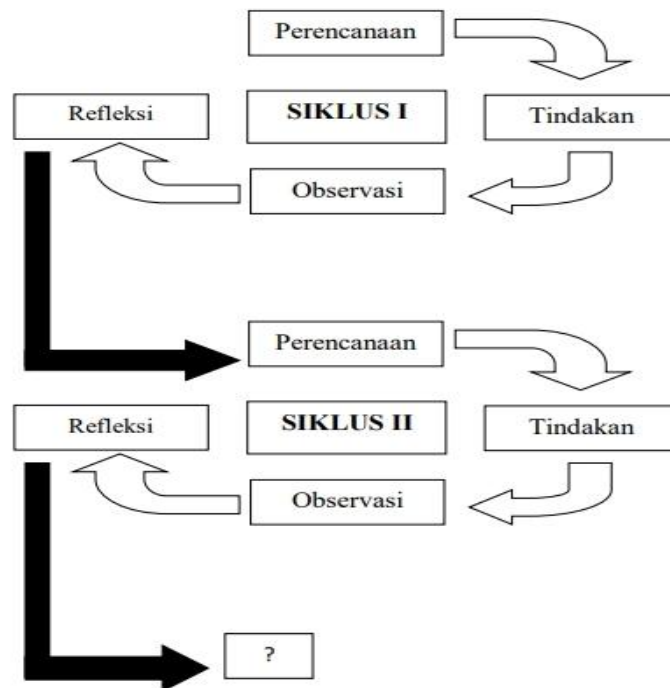 Perencanaan
Refleksi
SIKLUS I
Tindakan
Observasi
Perencanaan
Refleksi
SIKLUS II
Tindakan
Observasi
?